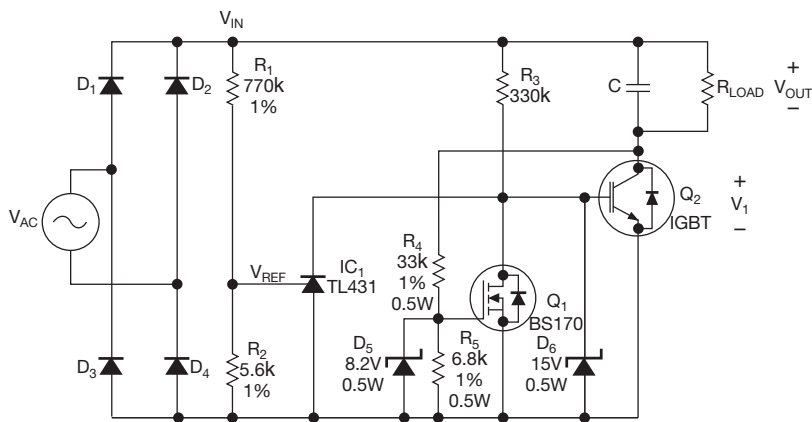 VIN
D1
D2
R1
770k
1%
R3
330k
C
RLOAD
+
VOUT
–
VAC
Q2
IGBT
+
V1
–
R4
33k
1%
0.5W
VREF
IC1
TL431
Q1
BS170
D3
D4
R2
5.6k
1%
D5
8.2V
0.5W
R5
6.8k
1%
0.5W
D6
15V
0.5W